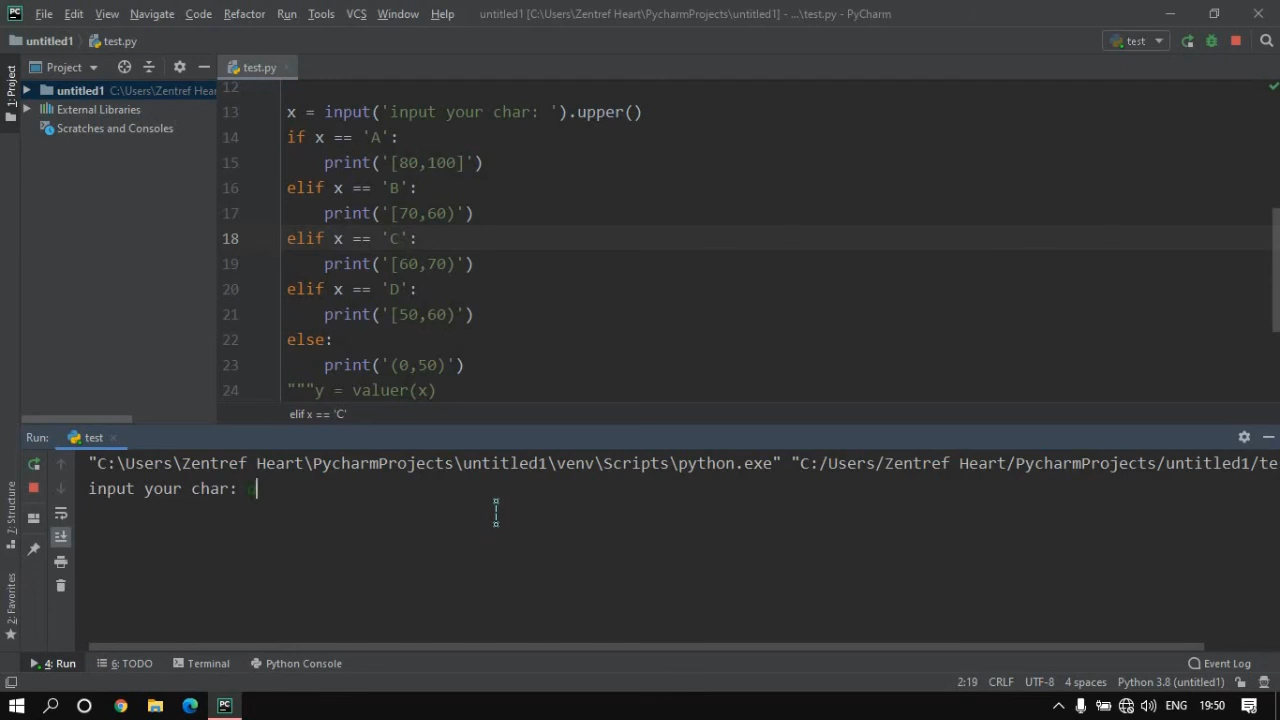 PC File Edit View Navigate Code Refactor Run Tools VCS Window Help untitled1 [C:\Users\Zentref Heart\PycharmProjects\untitled1] - ...\test.py - PyCharm
untitled1 test.py test
1: Project
Project test.py
untitled1 C:\Users\Zentref Hear
External Libraries
Scratches and Consoles
12
13 x = input('input your char: ').upper()
14 if x == 'A':
15 print('[80,100]')
16 elif x == 'B':
17 print('[70,60)')
18 elif x == 'C':
19 print('[60,70)')
20 elif x == 'D':
21 print('[50,60)')
22 else:
23 print('(0,50)')
24 """y = valuer(x)
elif x == 'C'
Run: test
"C:\Users\Zentref Heart\PycharmProjects\untitled1\venv\Scripts\python.exe" "C:/Users/Zentref Heart/PycharmProjects/untitled1/te
input your char:
7: Structure
2: Favorites
4: Run 6: TODO Terminal Python Console Event Log
2:19 CRLF UTF-8 4 spaces Python 3.8 (untitled1)
PC ENG 19:50